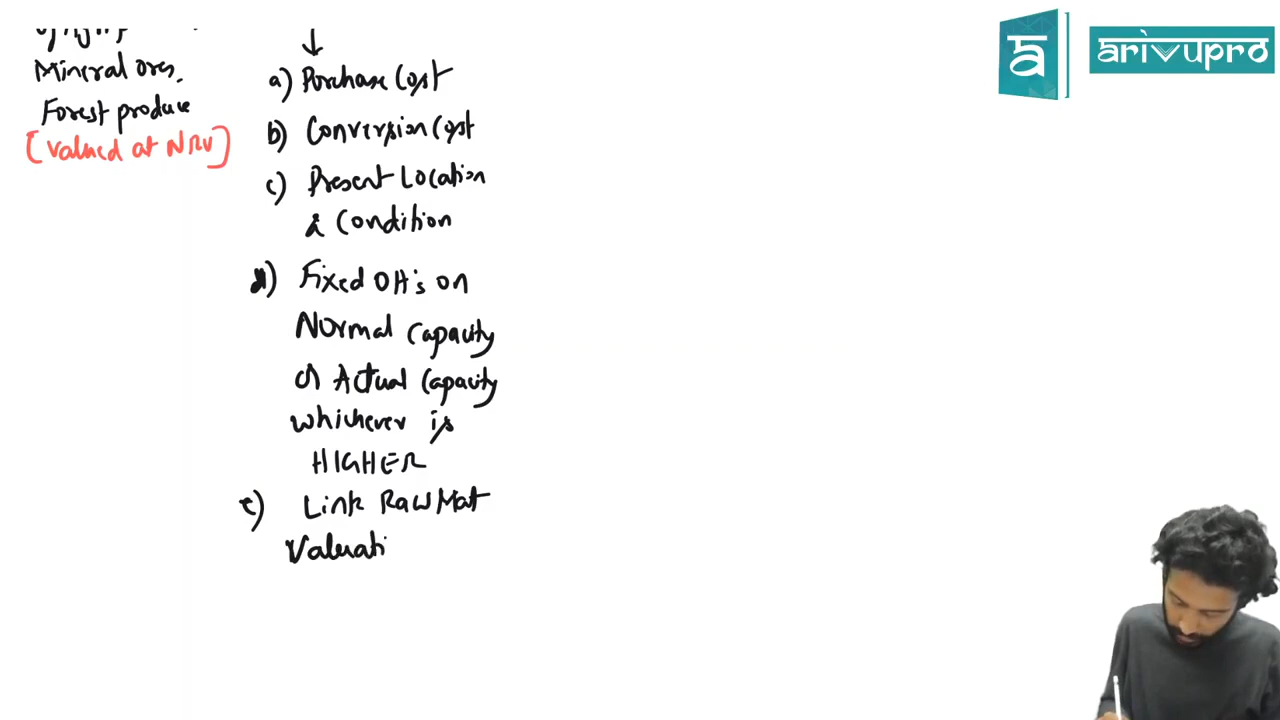 Mineral ores.
Forest produce
[Valued at NRV]
↓
a) Purchase Cost
b) Conversion Cost
c) Present Location
& Condition
d) Fixed OH's on
Normal Capacity
or Actual Capacity
whichever is
HIGHER
e) Link Raw Mat
Valuati
ā
arivupro